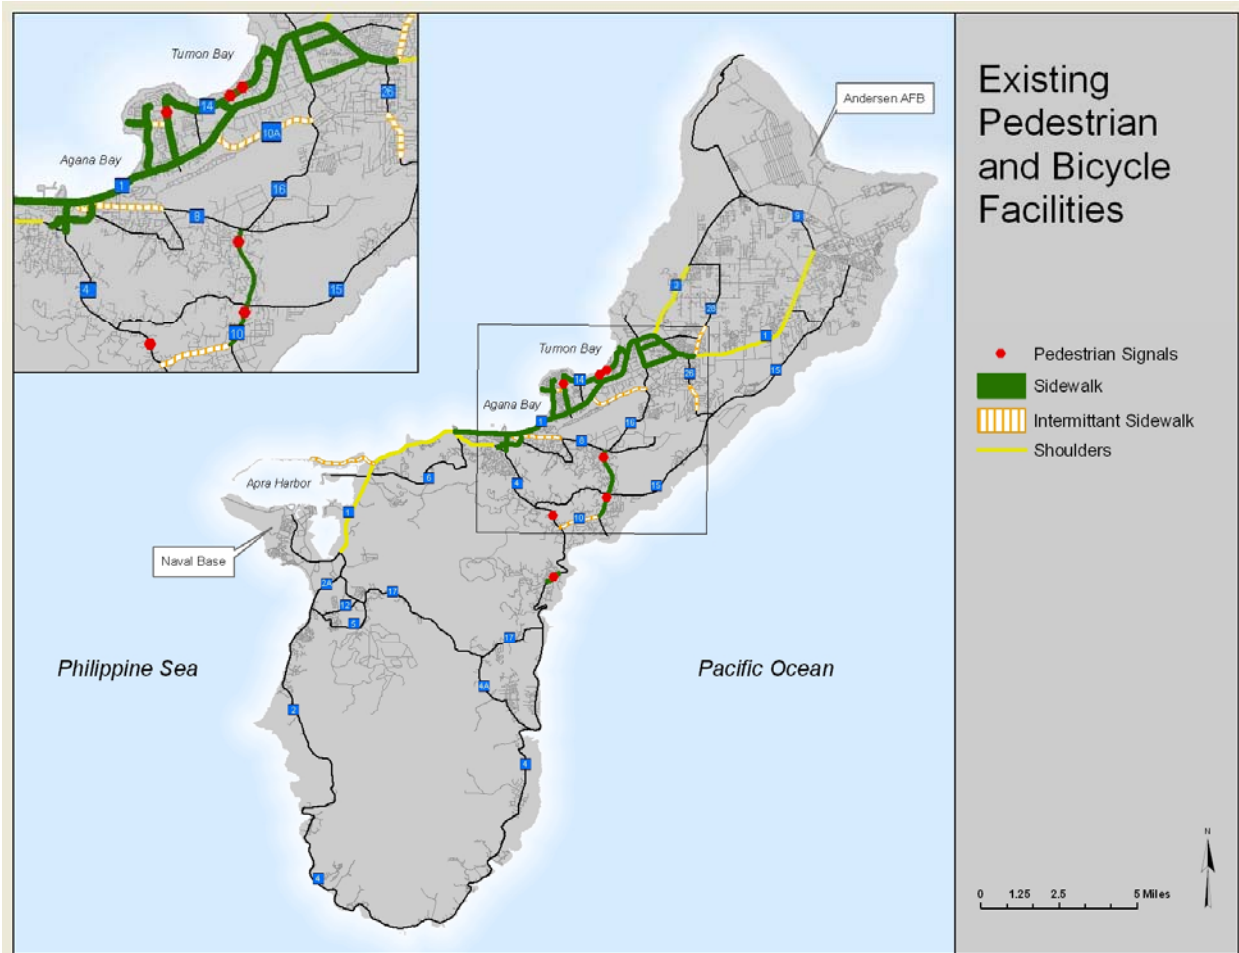 Tumon Bay
26
14
10A
Agana Bay
1
16
8
4
15
10
Andersen AFB
9
3
28
1
Tumon Bay
26
15
14
Agana Bay
1
16
8
6
4
15
Apra Harbor
1
10
Naval Base
2A
17
12
5
17
Philippine Sea
Pacific Ocean
4A
2
4
4
Existing
Pedestrian
and Bicycle
Facilities
Pedestrian Signals
Sidewalk
Intermittant Sidewalk
Shoulders
N
0 1.25 2.5 5 Miles